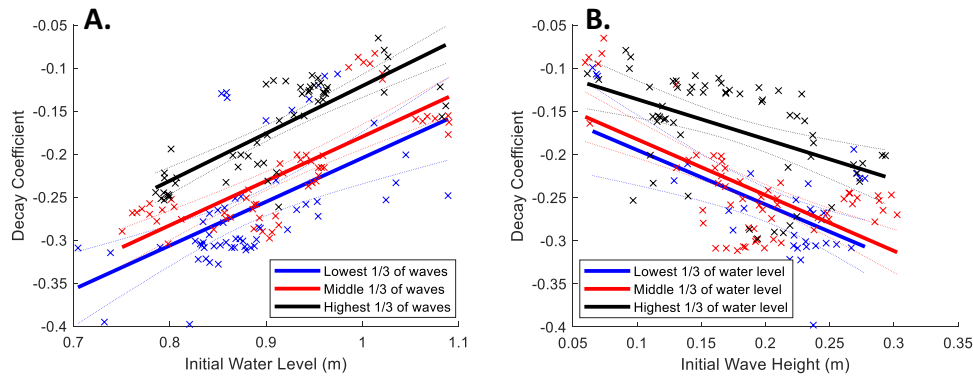 A.
-0.05
-0.1
-0.15
-0.2
-0.25
-0.3
-0.35
-0.4
Decay Coefficient
Lowest 1/3 of waves
Middle 1/3 of waves
Highest 1/3 of waves
0.7 0.8 0.9 1 1.1
Initial Water Level (m)
B.
-0.05
-0.1
-0.15
-0.2
-0.25
-0.3
-0.35
-0.4
Decay Coefficient
Lowest 1/3 of water level
Middle 1/3 of water level
Highest 1/3 of water level
0.05 0.1 0.15 0.2 0.25 0.3 0.35
Initial Wave Height (m)